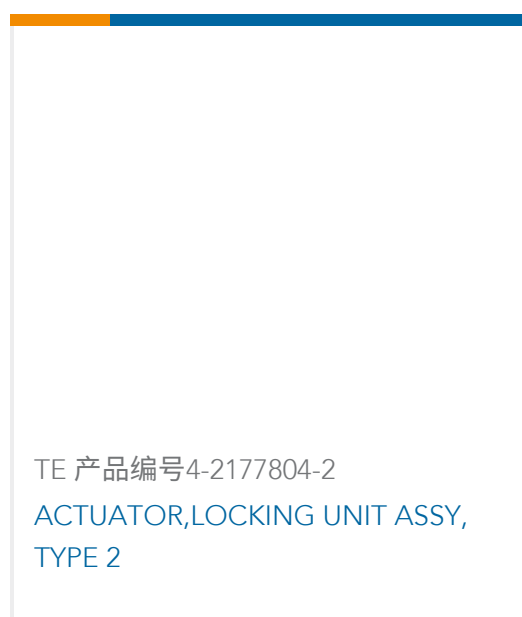 TE 产品编号4-2177804-2
ACTUATOR,LOCKING UNIT ASSY,
TYPE 2